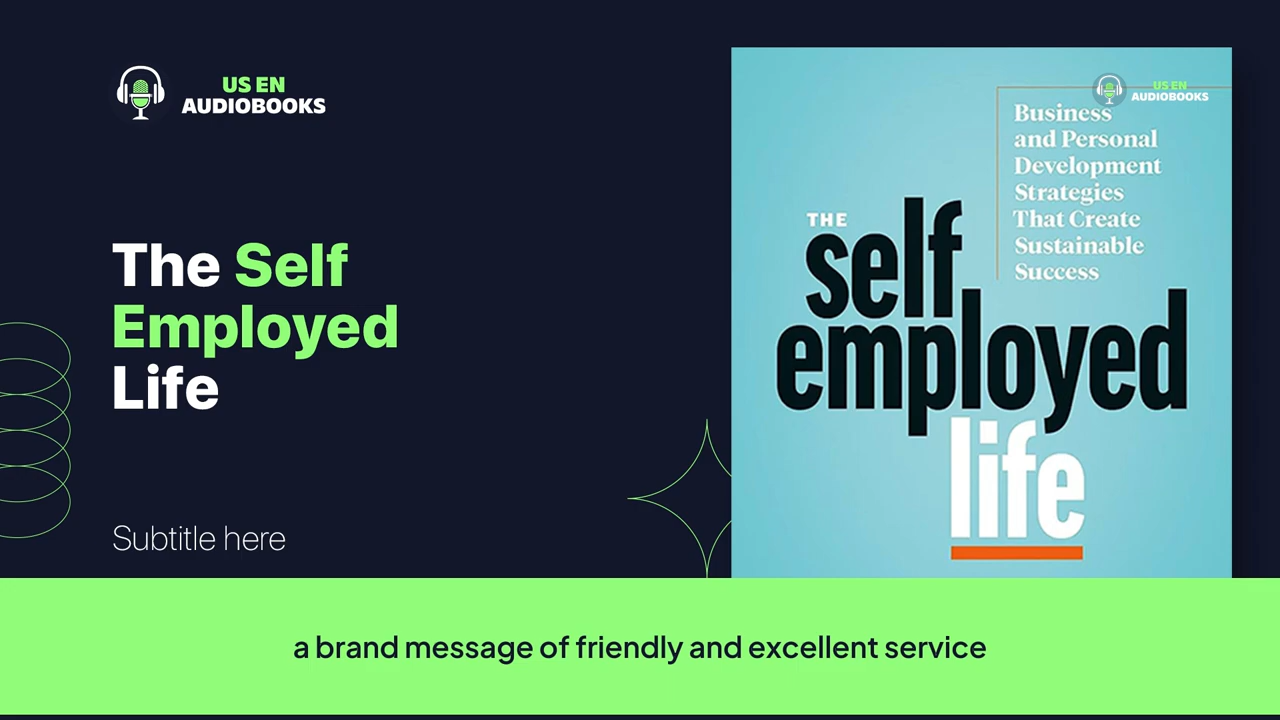 US EN
AUDIOBOOKS
The Self
Employed
Life
Subtitle here
US EN
AUDIOBOOKS
Business
and Personal
Development
Strategies
That Create
Sustainable
Success
THE
self
employed
life
a brand message of friendly and excellent service